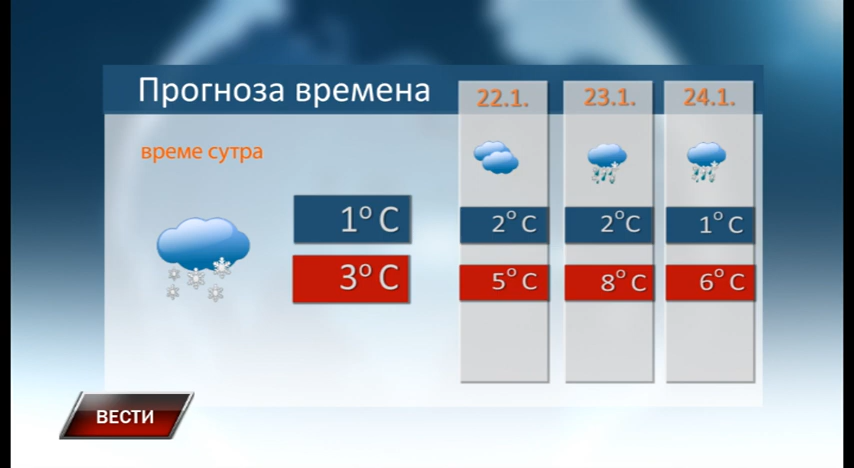 Прогноза времена
време сутра
1° C
3° C
22.1.
2° C
5° C
23.1.
2°C
8° C
24.1.
1° C
6° C
ВЕСТИ